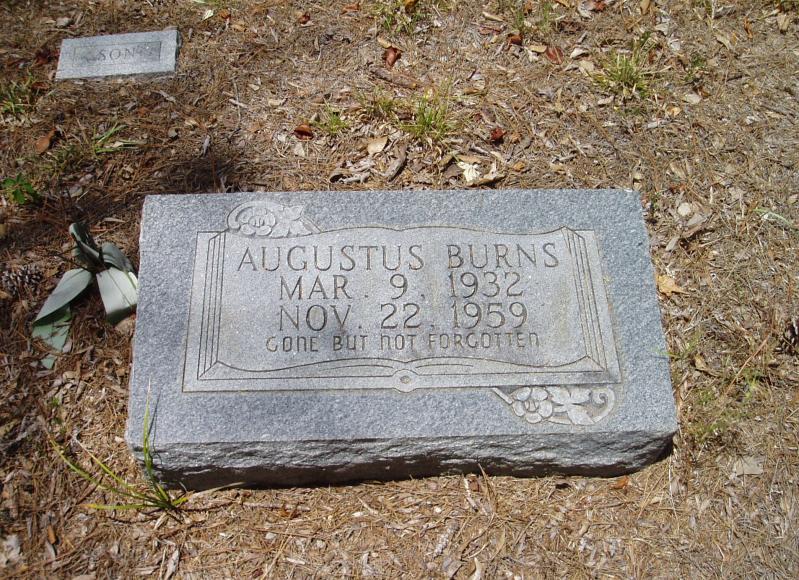 SON
AUGUSTUS BURNS
MAR. 9, 1932
NOV. 22, 1959
GONE BUT NOT FORGOTTEN